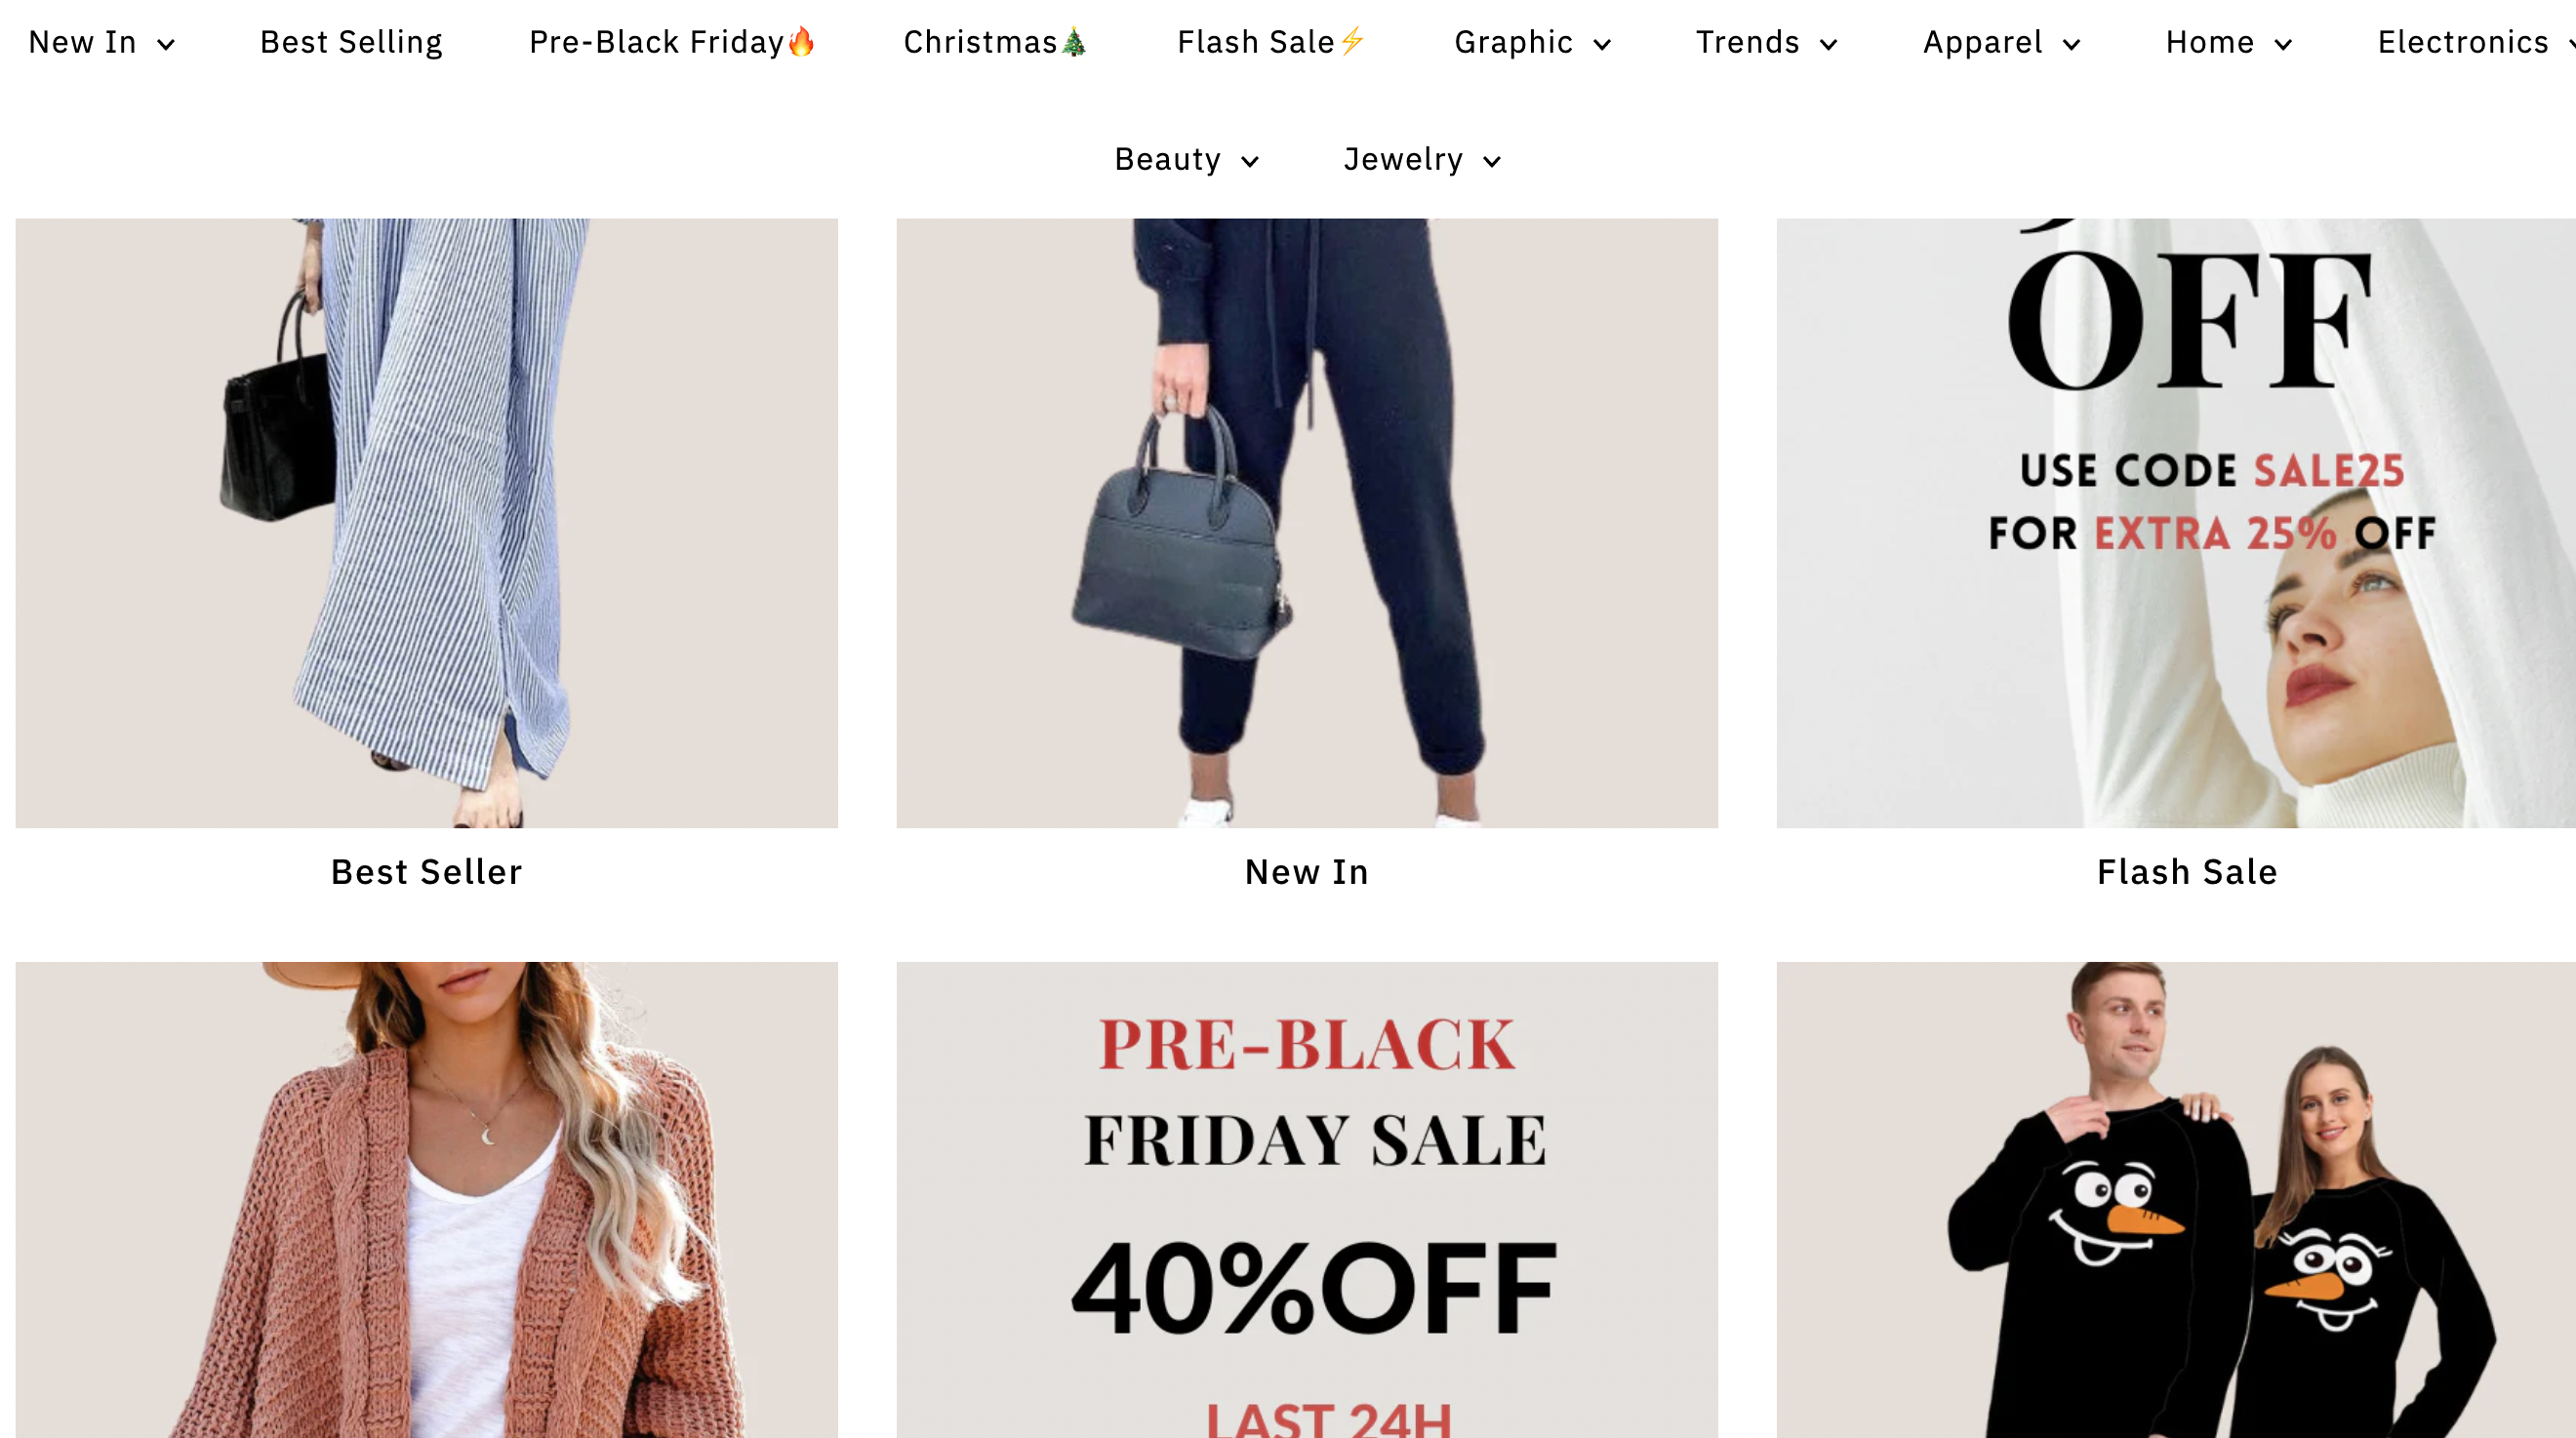 New In Best Selling Pre-Black Friday🔥 Christmas🎄 Flash Sale⚡ Graphic Trends Apparel Home Electronics
Beauty Jewelry
OFF
USE CODE SALE25
FOR EXTRA 25% OFF
Best Seller
New In
Flash Sale
PRE-BLACK
FRIDAY SALE
40%OFF
LAST 24H